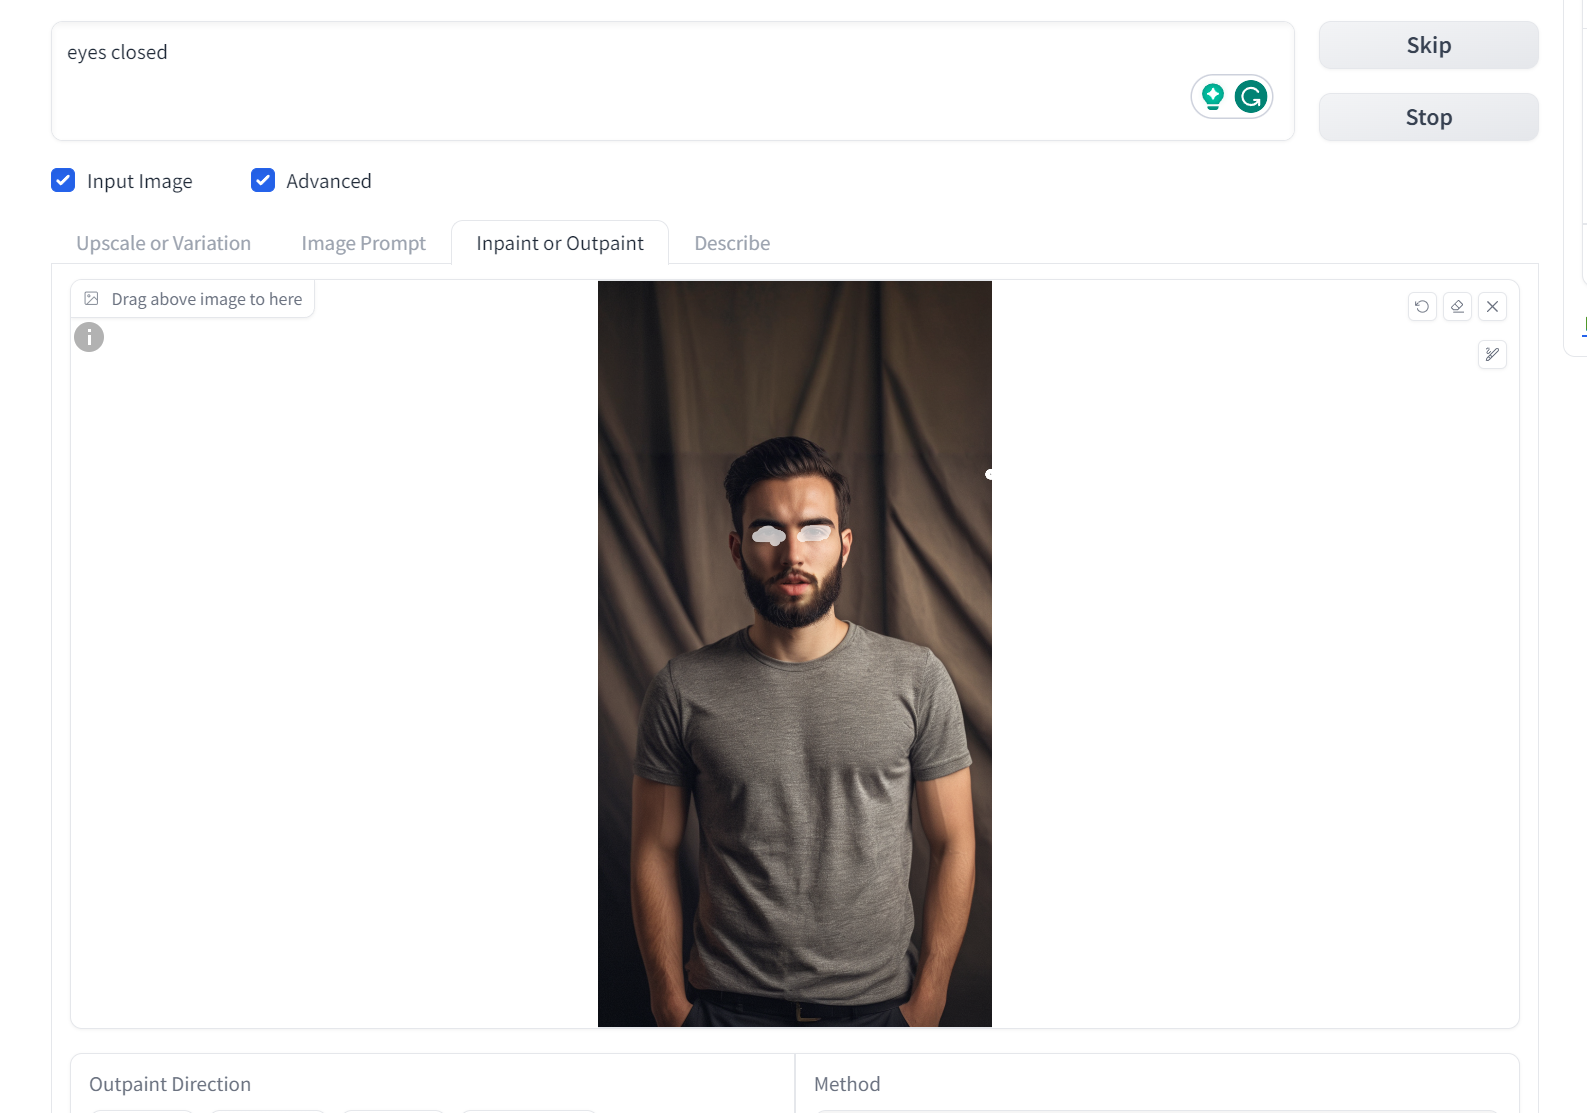 eyes closed
Skip
Stop
Input Image
Advanced
Upscale or Variation
Image Prompt
Inpaint or Outpaint
Describe
Drag above image to here
Outpaint Direction
Method